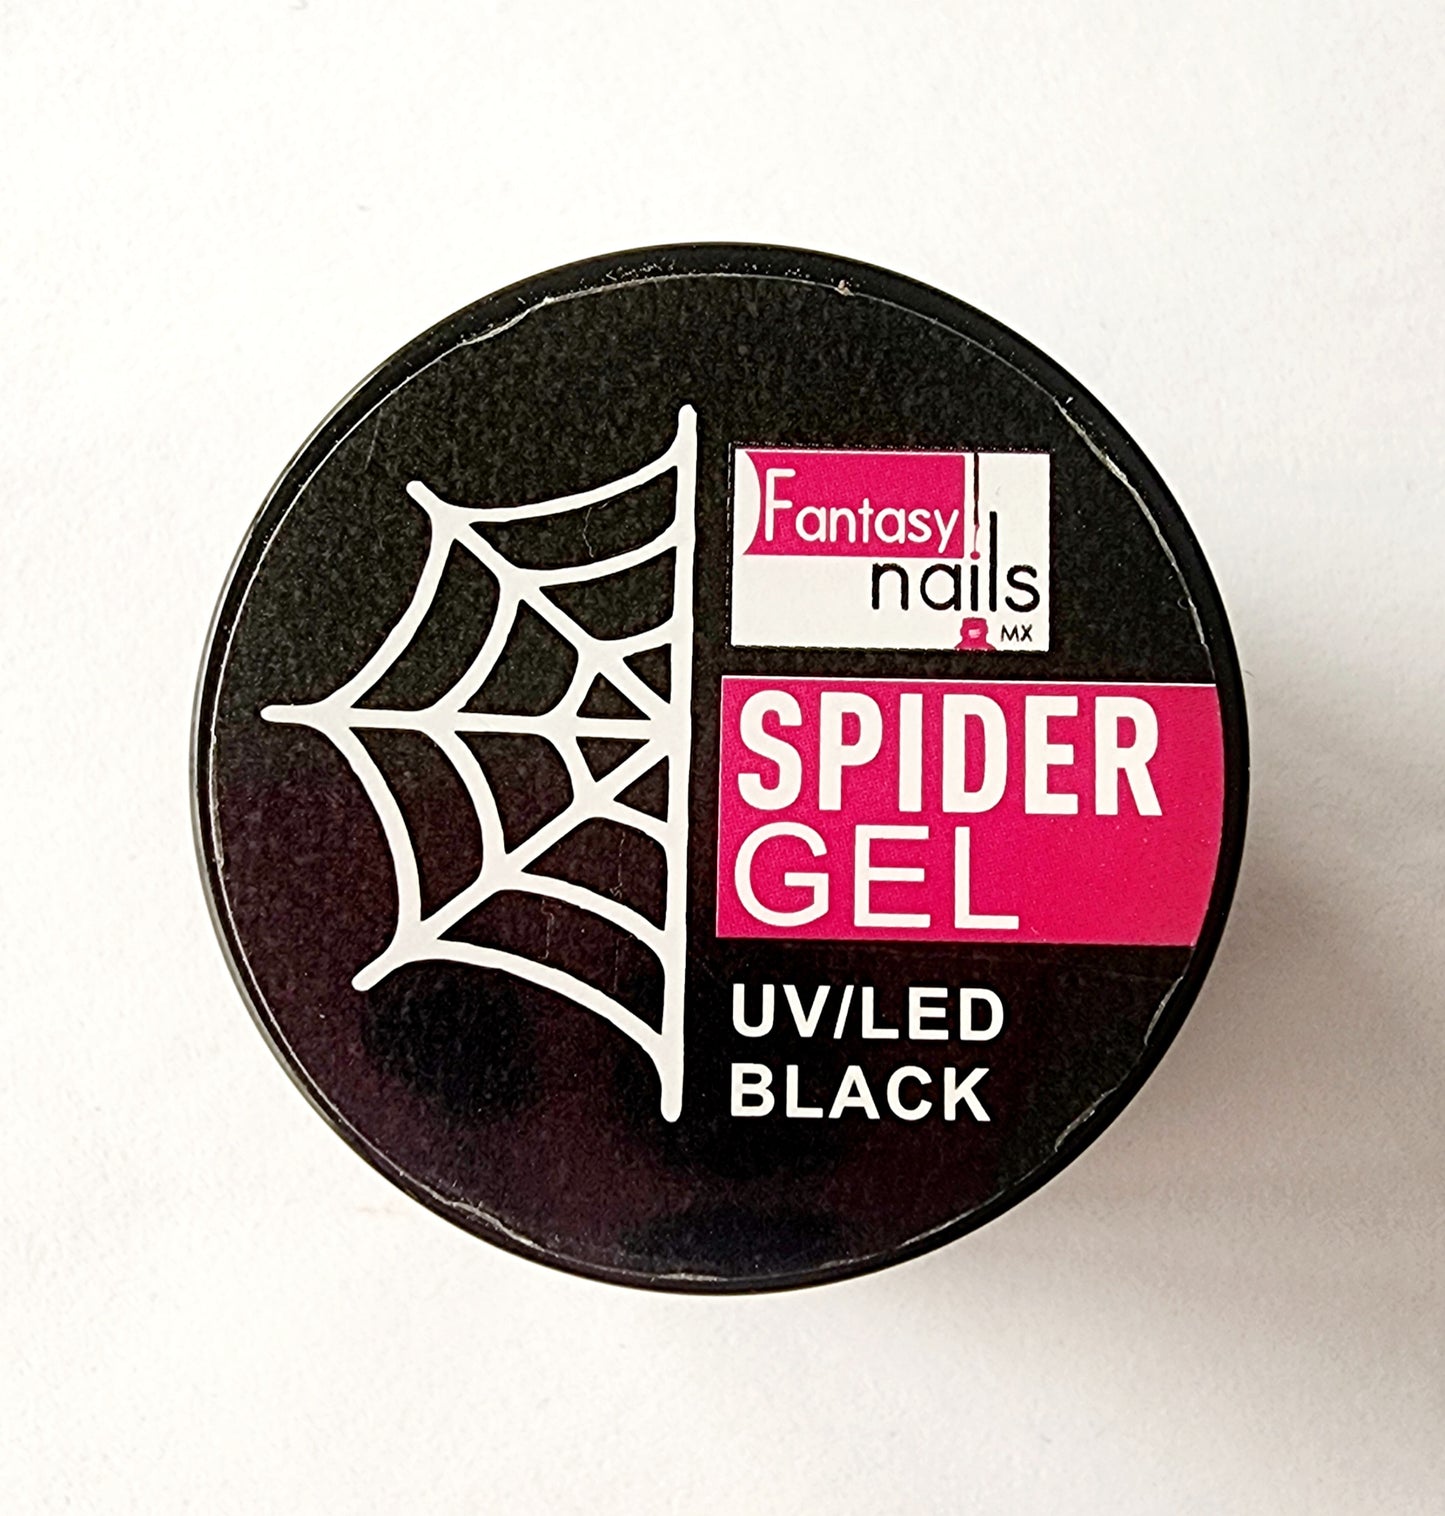 Fantasy
nails
MX
SPIDER
GEL
UV/LED
BLACK